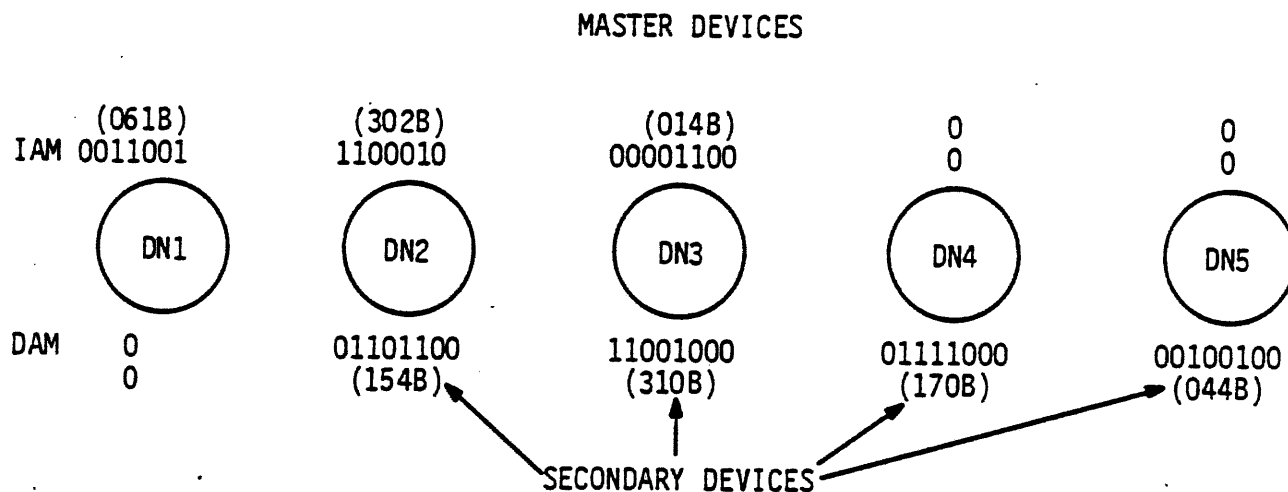 MASTER DEVICES
(061B) (302B) (014B) 0 0
IAM 0011001 1100010 00001100 0 0
DN1 DN2 DN3 DN4 DN5
DAM 0 01101100 11001000 01111000 00100100
0 (154B) (310B) (170B) (044B)
SECONDARY DEVICES